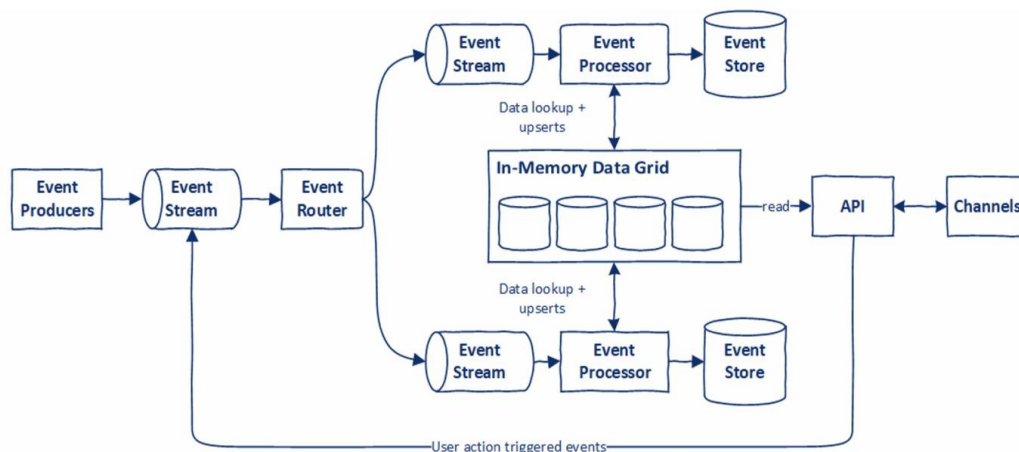 Event
Stream
Event
Processor
Event
Store
Data lookup +
upserts
In-Memory Data Grid
Event
Producers
Event
Stream
Event
Router
read
API
Channels
Data lookup +
upserts
Event
Stream
Event
Processor
Event
Store
User action triggered events